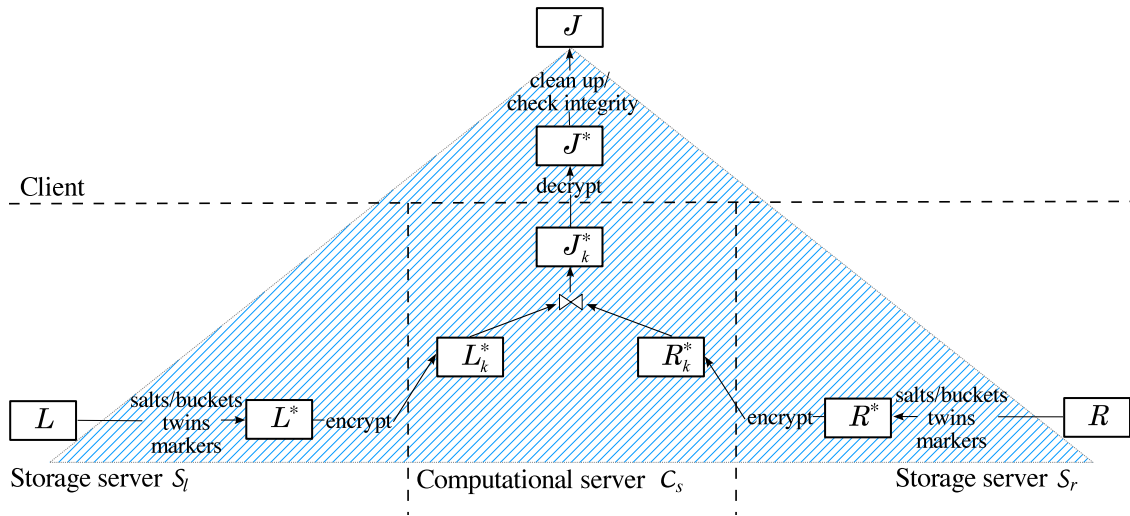 J
clean up/
check integrity
J*
decrypt
Client
J*k
L*k
R*k
L
salts/buckets
twins
markers
L*
encrypt
encrypt
R*
salts/buckets
twins
markers
R
Storage server Sl
Computational server Cs
Storage server Sr